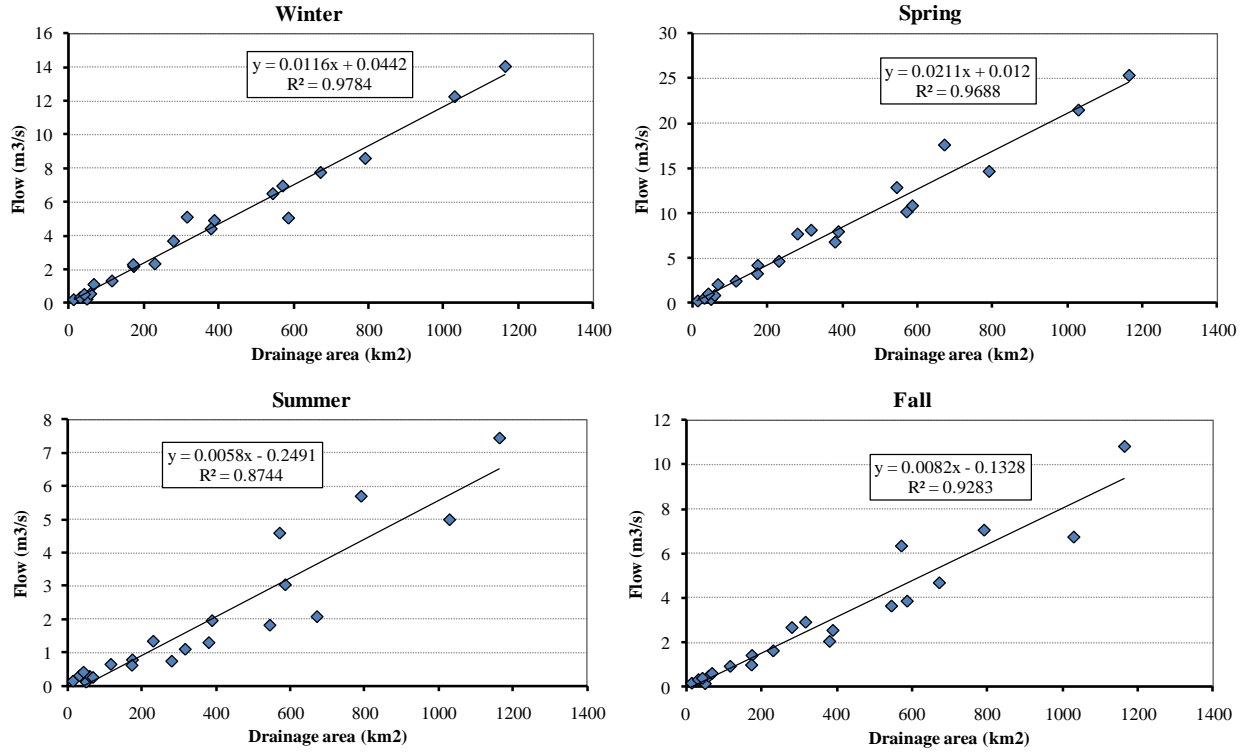 Winter
16
14
12
10
8
6
4
2
0
Flow (m3/s)
y = 0.0116x + 0.0442
R² = 0.9784
0 200 400 600 800 1000 1200 1400
Drainage area (km2)
Spring
30
25
20
15
10
5
0
Flow (m3/s)
y = 0.0211x + 0.012
R² = 0.9688
0 200 400 600 800 1000 1200 1400
Drainage area (km2)
Summer
8
7
6
5
4
3
2
1
0
Flow (m3/s)
y = 0.0058x - 0.2491
R² = 0.8744
0 200 400 600 800 1000 1200 1400
Drainage area (km2)
Fall
12
10
8
6
4
2
0
Flow (m3/s)
y = 0.0082x - 0.1328
R² = 0.9283
0 200 400 600 800 1000 1200 1400
Drainage area (km2)